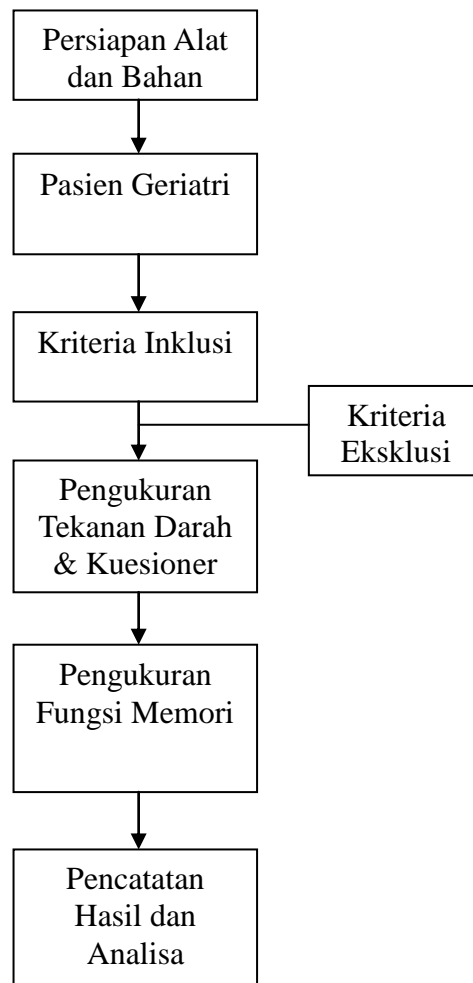 Persiapan Alat
dan Bahan
Pasien Geriatri
Kriteria Inklusi
Kriteria
Eksklusi
Pengukuran
Tekanan Darah
& Kuesioner
Pengukuran
Fungsi Memori
Pencatatan
Hasil dan
Analisa